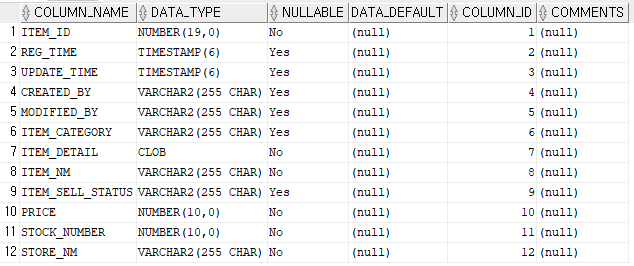 COLUMN_NAME DATA_TYPE NULLABLE DATA_DEFAULT COLUMN_ID COMMENTS
1 ITEM_ID NUMBER(19,0) No (null) 1 (null)
2 REG_TIME TIMESTAMP(6) Yes (null) 2 (null)
3 UPDATE_TIME TIMESTAMP(6) Yes (null) 3 (null)
4 CREATED_BY VARCHAR2(255 CHAR) Yes (null) 4 (null)
5 MODIFIED_BY VARCHAR2(255 CHAR) Yes (null) 5 (null)
6 ITEM_CATEGORY VARCHAR2(255 CHAR) Yes (null) 6 (null)
7 ITEM_DETAIL CLOB No (null) 7 (null)
8 ITEM_NM VARCHAR2(255 CHAR) No (null) 8 (null)
9 ITEM_SELL_STATUS VARCHAR2(255 CHAR) Yes (null) 9 (null)
10 PRICE NUMBER(10,0) No (null) 10 (null)
11 STOCK_NUMBER NUMBER(10,0) No (null) 11 (null)
12 STORE_NM VARCHAR2(255 CHAR) No (null) 12 (null)